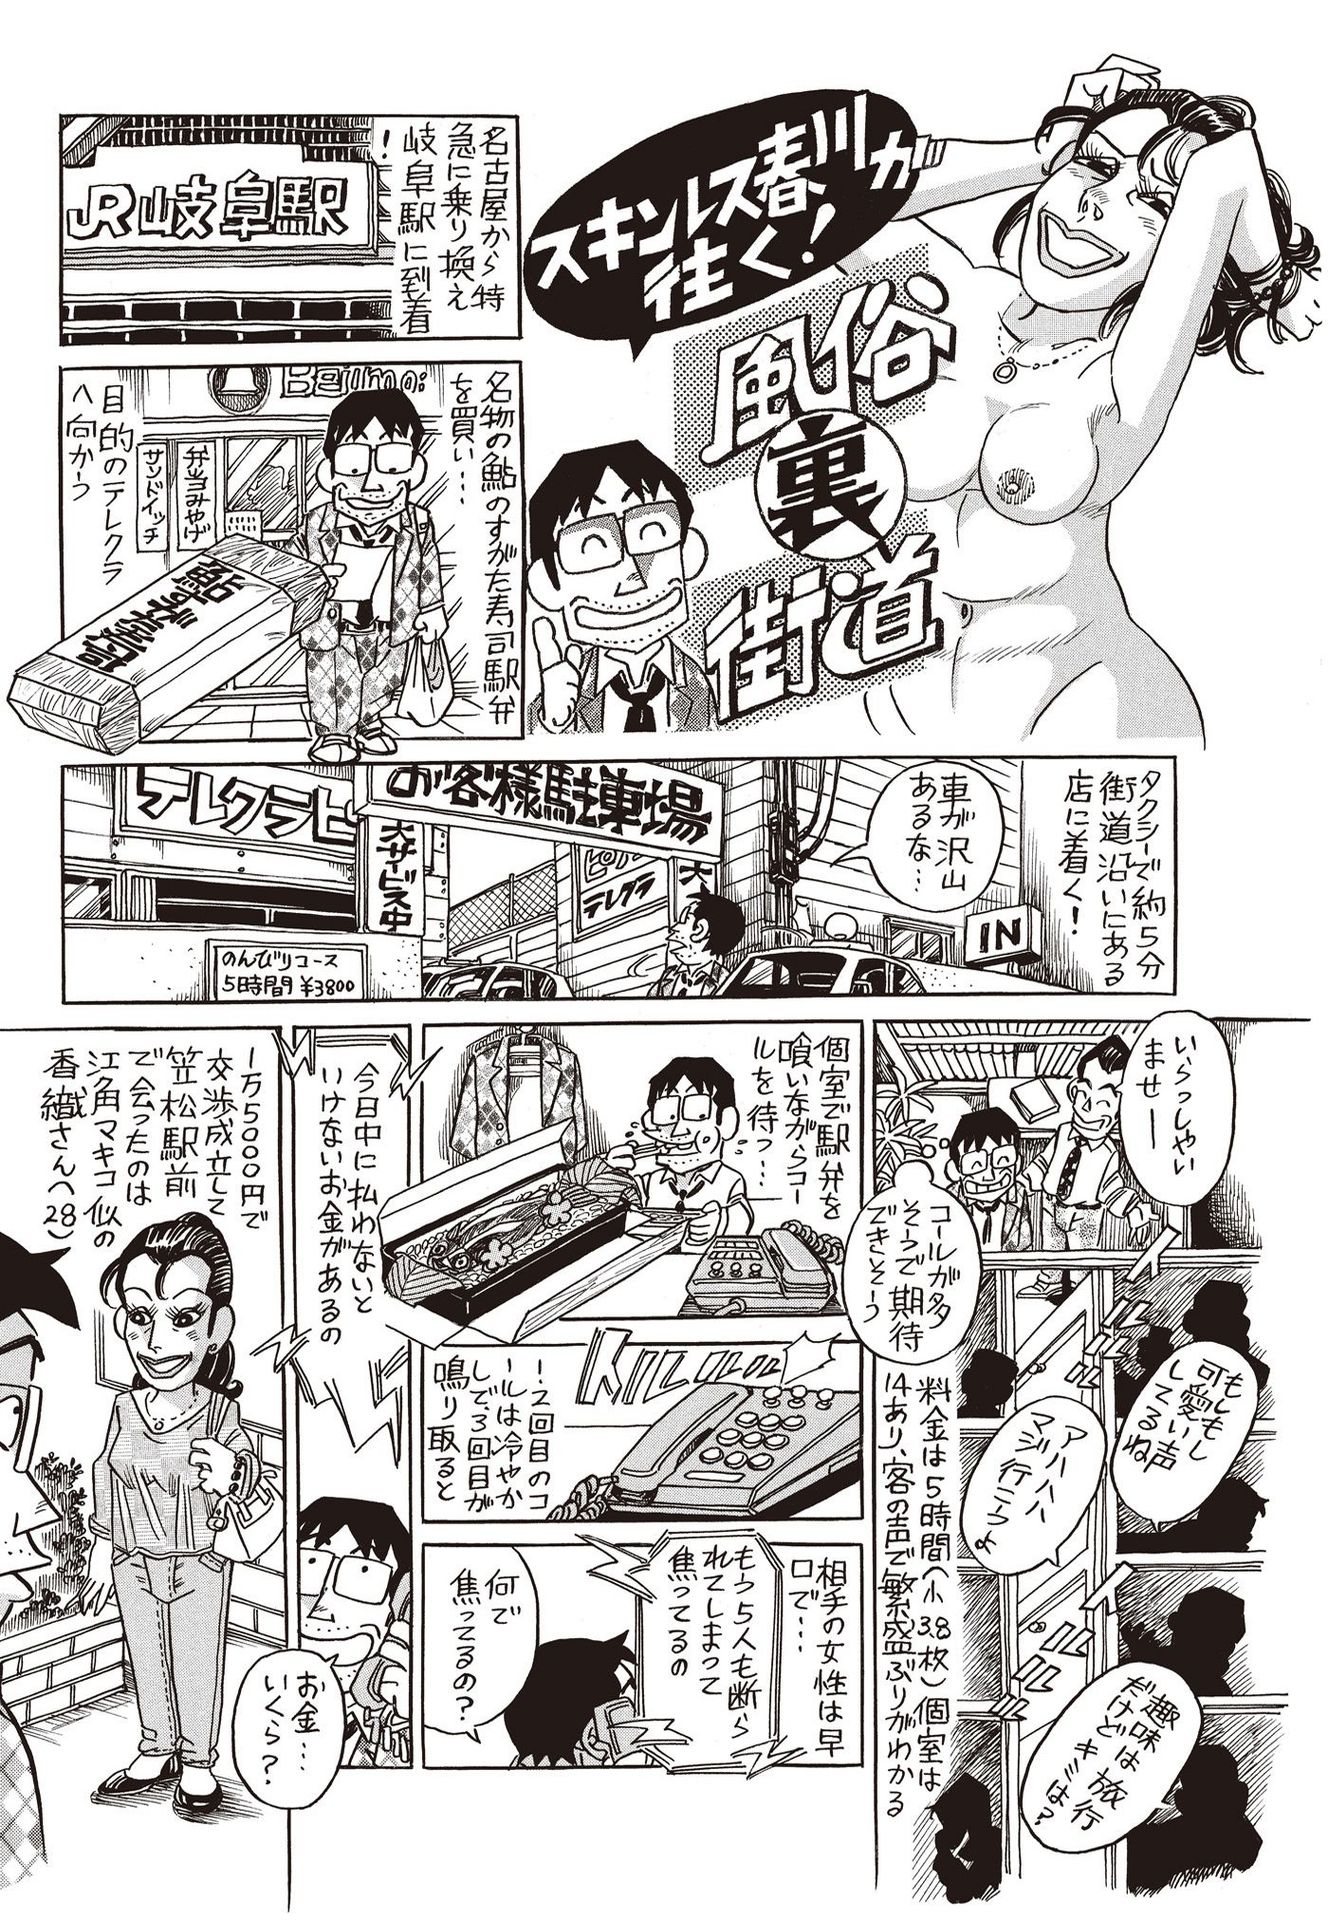 スキンレス春川が
往く!
風俗
裏
街道
名古屋から特
急に乗り換え
岐阜駅に到着
!
JR岐阜駅
名物の鮎のすがた寿司駅弁
を買い…
目的のテレクラ
へ向かう
弁当みやげ
サンドイッチ
タクシーで約5分
街道沿いにある
店に着く!
車が沢山
あるな…
IN
お客様駐車場
テレクラピ
大サービス中
テレクラ
大
のんびりコース
5時間¥3800
いらっしゃい
ませー
コールが多
そうで期待
できそう
もしもし
可愛い声
してるね
アハハハ
マジ行こうよ
趣味は旅行
だけどキミは?
料金は5時間(小3.8枚)個室は
14あり、客の声で繁盛ぶりがわかる
個室で駅弁を
喰いながらコー
ルを待つ…
1〜2回目のコ
ールは冷やか
しで3回目が
鳴り取ると
相手の女性は早
口で…
もう5人も断ら
れてしまって
焦ってるの
何で
焦ってるの?
今日中に払わないと
いけないお金があるの
お金…
いくら?
1万5000円で
交渉成立して
笠松駅前
で会ったのは
江角マキコ似の
香織さん(28)